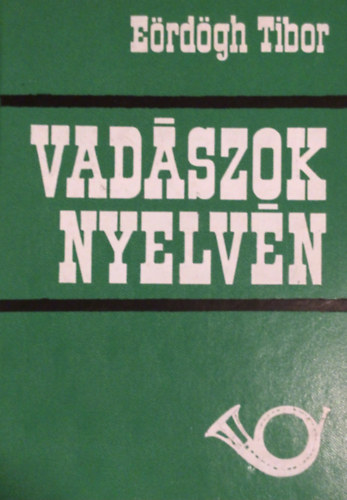 Eördögh Tibor
VADÁSZOK
NYELVÉN